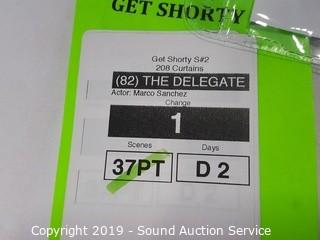 GET SHORTY
Get Shorty S#2
208 Curtains
(82) THE DELEGATE
Actor: Marco Sanchez
Change
1
Scenes Days
37PT D 2
Copyright 2019 - Sound Auction Service